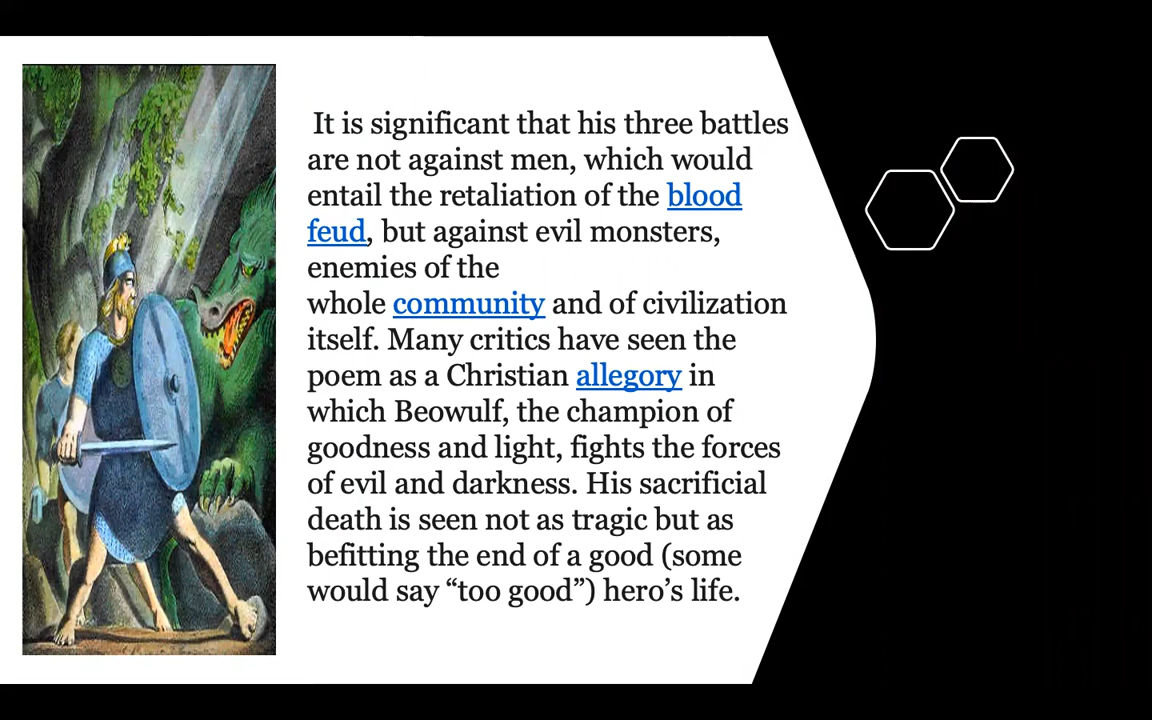 It is significant that his three battles
are not against men, which would
entail the retaliation of the blood
feud, but against evil monsters,
enemies of the
whole community and of civilization
itself. Many critics have seen the
poem as a Christian allegory in
which Beowulf, the champion of
goodness and light, fights the forces
of evil and darkness. His sacrificial
death is seen not as tragic but as
befitting the end of a good (some
would say “too good”) hero’s life.